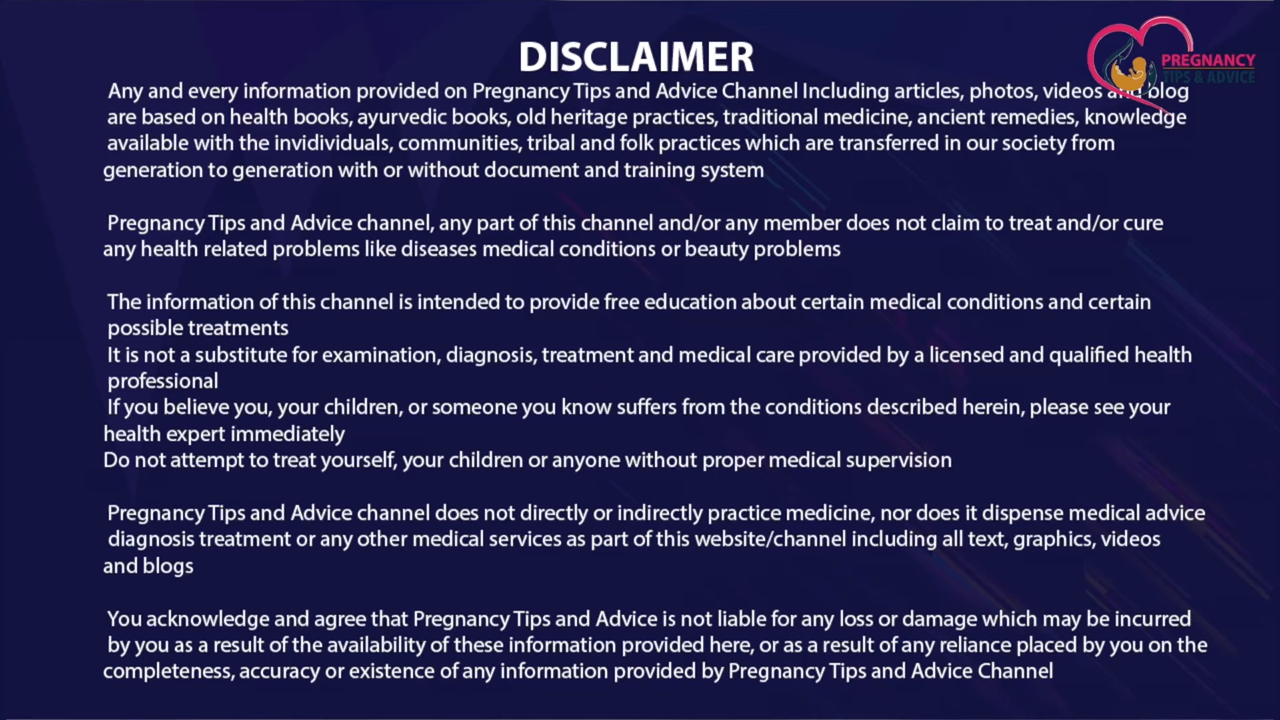 DISCLAIMER
PREGNANCY
TIPS & ADVICE
Any and every information provided on Pregnancy Tips and Advice Channel Including articles, photos, videos and blog
are based on health books, ayurvedic books, old heritage practices, traditional medicine, ancient remedies, knowledge
available with the invidividuals, communities, tribal and folk practices which are transferred in our society from
generation to generation with or without document and training system
Pregnancy Tips and Advice channel, any part of this channel and/or any member does not claim to treat and/or cure
any health related problems like diseases medical conditions or beauty problems
The information of this channel is intended to provide free education about certain medical conditions and certain
possible treatments
It is not a substitute for examination, diagnosis, treatment and medical care provided by a licensed and qualified health
professional
If you believe you, your children, or someone you know suffers from the conditions described herein, please see your
health expert immediately
Do not attempt to treat yourself, your children or anyone without proper medical supervision
Pregnancy Tips and Advice channel does not directly or indirectly practice medicine, nor does it dispense medical advice
diagnosis treatment or any other medical services as part of this website/channel including all text, graphics, videos
and blogs
You acknowledge and agree that Pregnancy Tips and Advice is not liable for any loss or damage which may be incurred
by you as a result of the availability of these information provided here, or as a result of any reliance placed by you on the
completeness, accuracy or existence of any information provided by Pregnancy Tips and Advice Channel